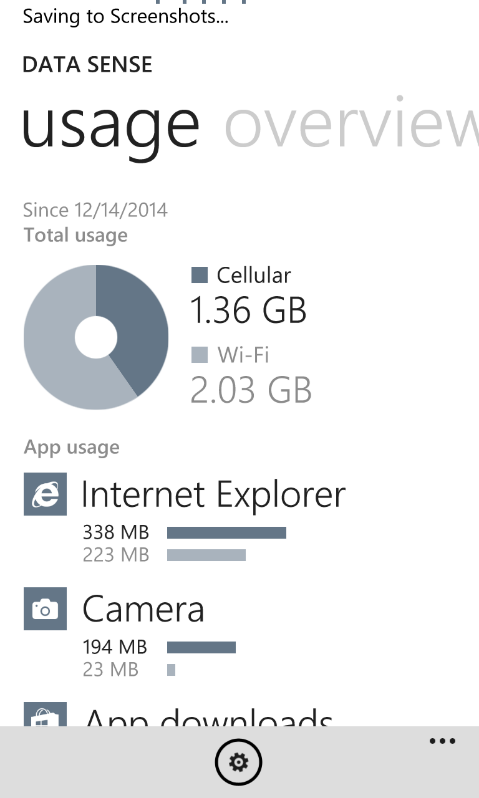 Saving to Screenshots...
DATA SENSE
usage overview
Since 12/14/2014
Total usage
Cellular
1.36 GB
Wi-Fi
2.03 GB
App usage
Internet Explorer
338 MB
223 MB
Camera
194 MB
23 MB
App downloads